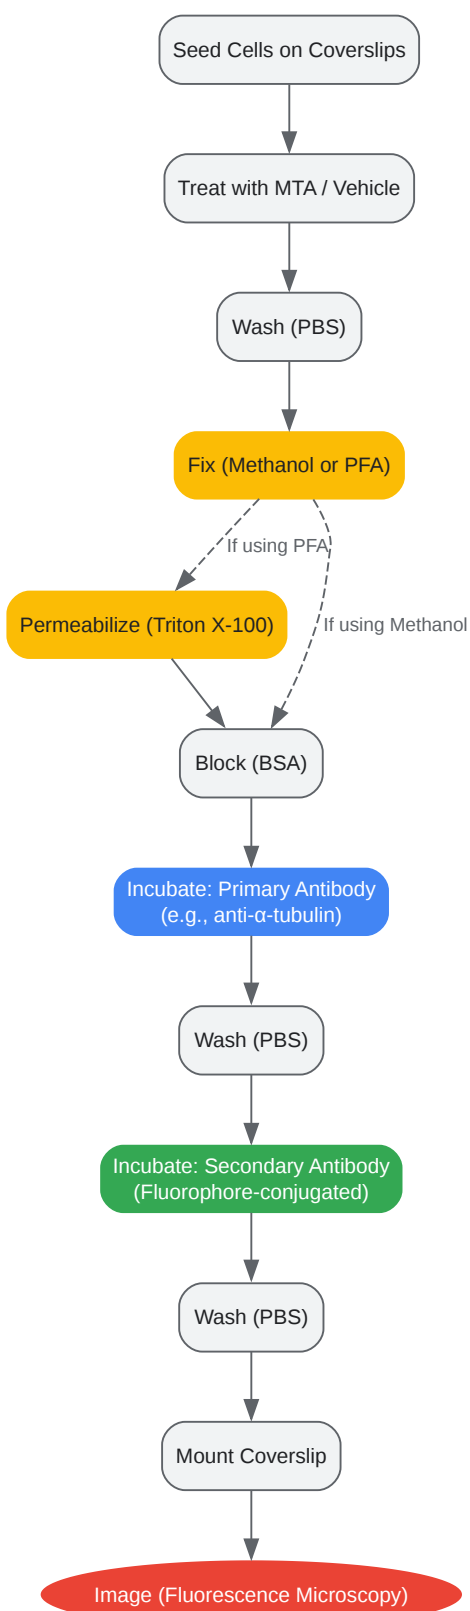 Seed Cells on Coverslips
Treat with MTA / Vehicle
Wash (PBS)
Fix (Methanol or PFA)
If using PFA
Permeabilize (Triton X-100)
If using Methanol
Block (BSA)
Incubate: Primary Antibody
(e.g., anti-α-tubulin)
Wash (PBS)
Incubate: Secondary Antibody
(Fluorophore-conjugated)
Wash (PBS)
Mount Coverslip
Image (Fluorescence Microscopy)